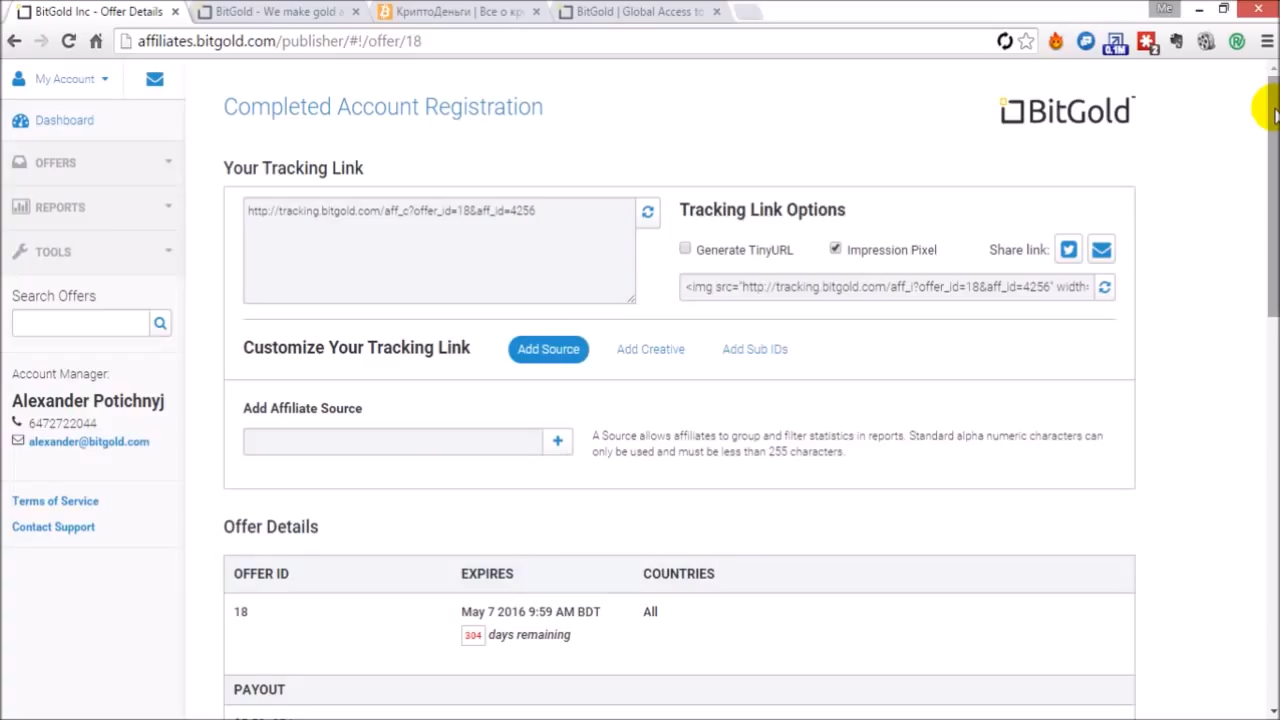 BitGold Inc - Offer Details
BitGold - We make gold a
КриптоДеньги | Все о кр
BitGold | Global Access to
Me
affiliates.bitgold.com/publisher/#!/offer/18
0.1M
2
My Account
Dashboard
OFFERS
REPORTS
TOOLS
Search Offers
Account Manager:
Alexander Potichnyj
6472722044
alexander@bitgold.com
Terms of Service
Contact Support
Completed Account Registration
BitGold
Your Tracking Link
http://tracking.bitgold.com/aff_c?offer_id=18&aff_id=4256
Tracking Link Options
Generate TinyURL
Impression Pixel
Share link:
<img src="http://tracking.bitgold.com/aff_i?offer_id=18&aff_id=4256" width=
Customize Your Tracking Link
Add Source
Add Creative
Add Sub IDs
Add Affiliate Source
A Source allows affiliates to group and filter statistics in reports. Standard alpha numeric characters can
only be used and must be less than 255 characters.
Offer Details
OFFER ID EXPIRES COUNTRIES
18 May 7 2016 9:59 AM BDT All
304 days remaining
PAYOUT